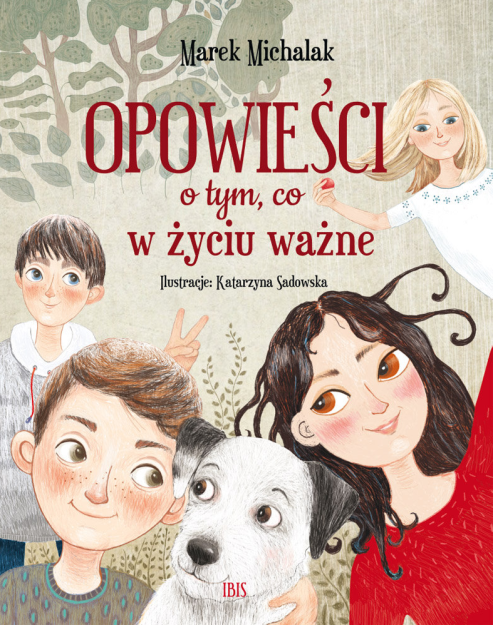 Marek Michalak
OPOWIEŚCI
o tym, co
w życiu ważne
Ilustracje: Katarzyna Sadowska
IBIS